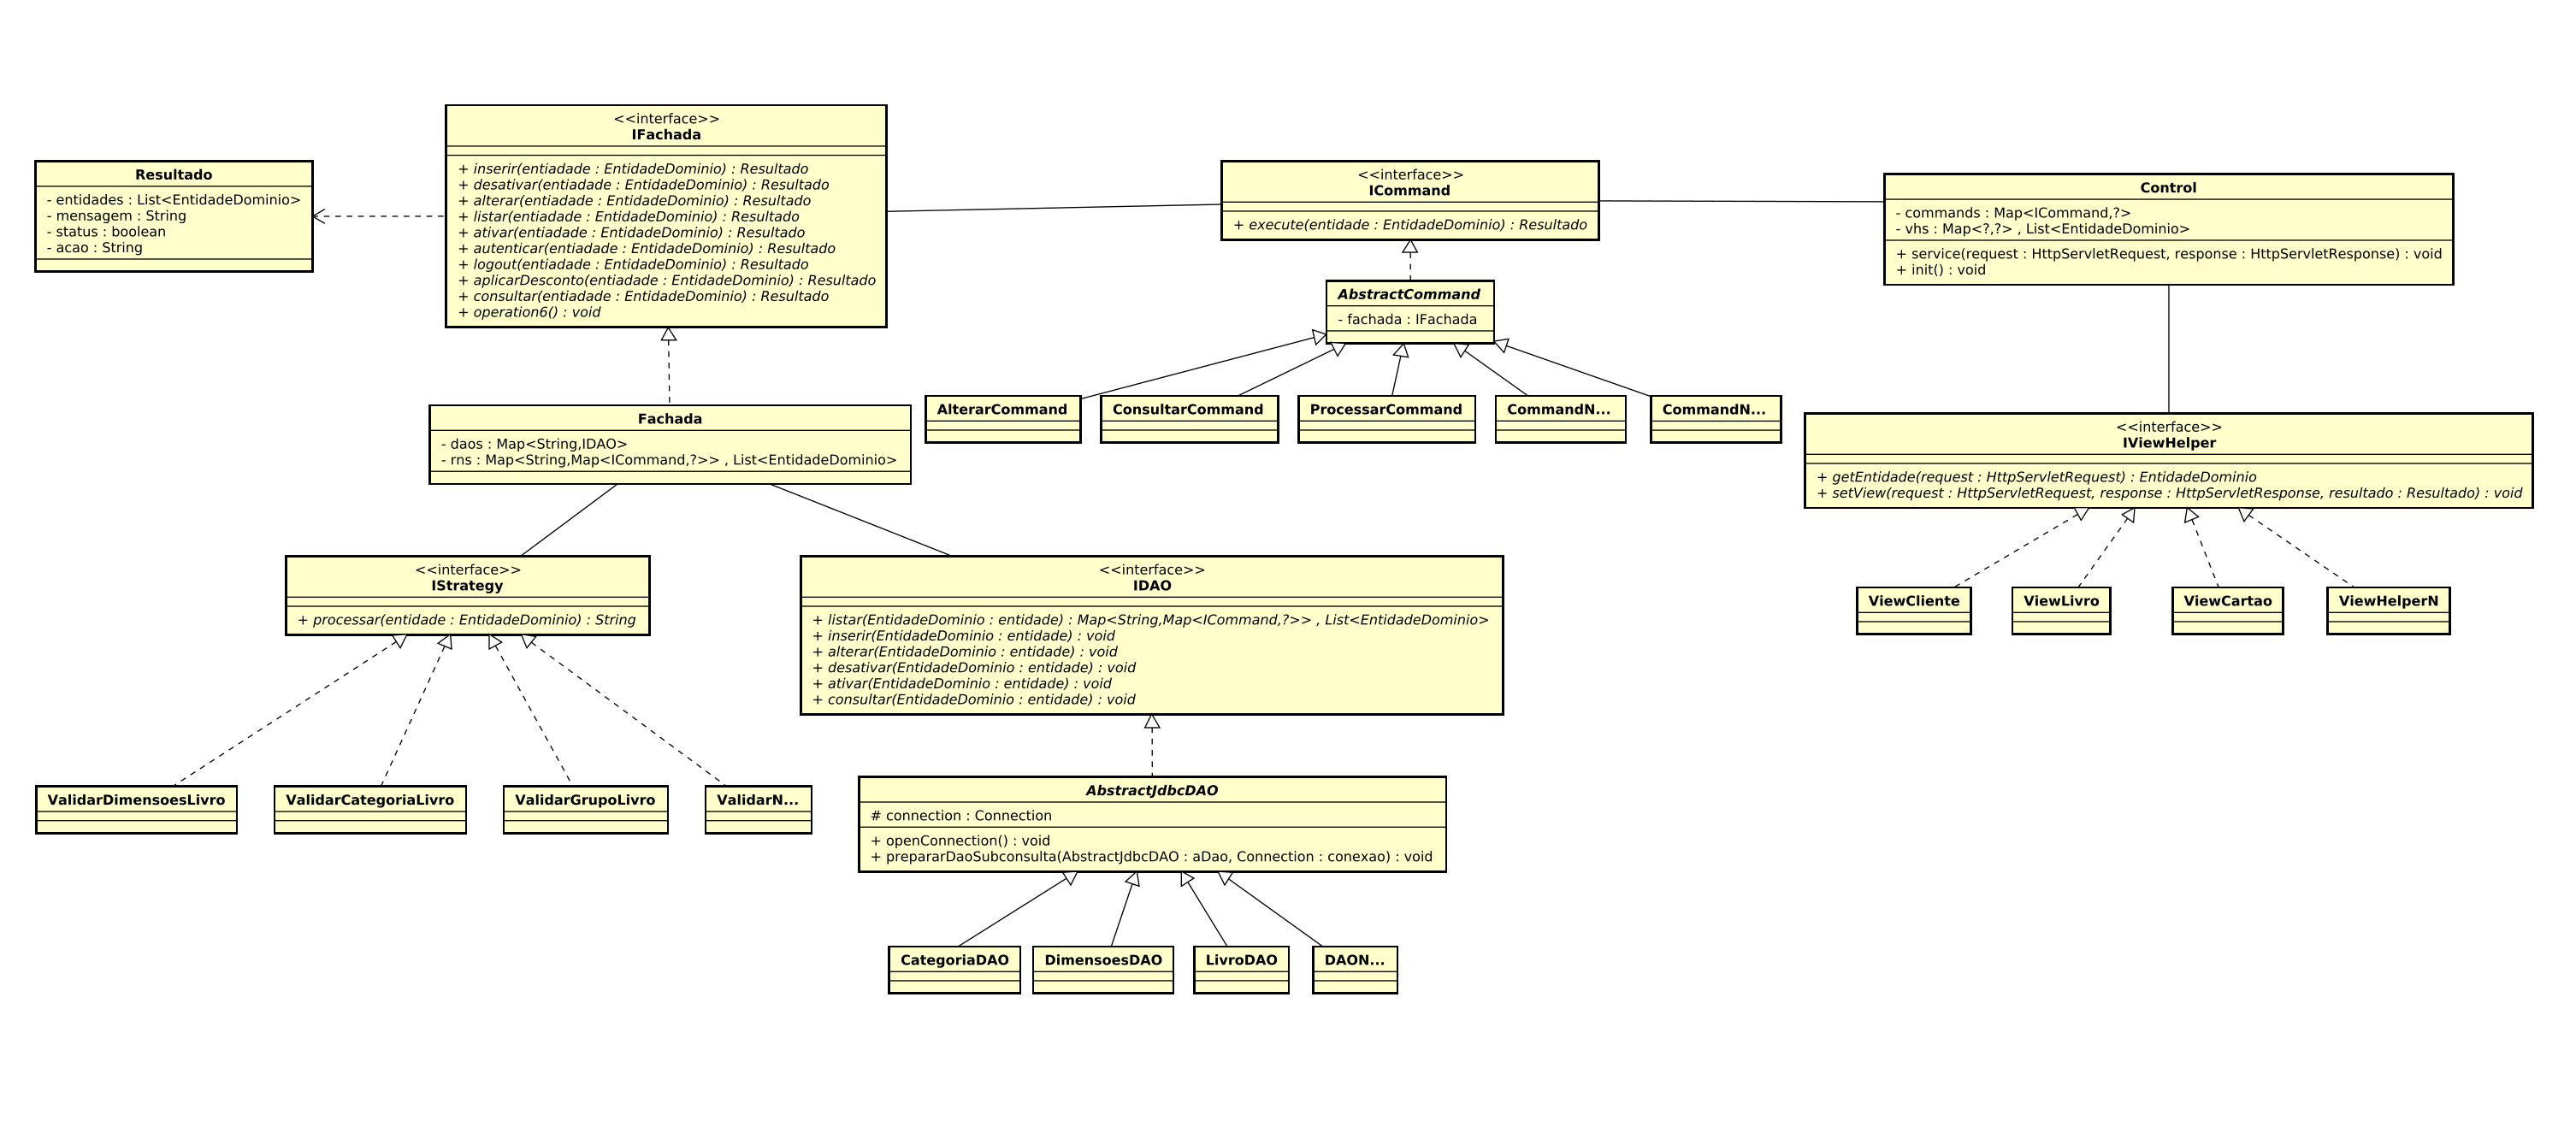 <<interface>>
IFachada
+ inserir(entiadade : EntidadeDominio) : Resultado
+ desativar(entiadade : EntidadeDominio) : Resultado
+ alterar(entiadade : EntidadeDominio) : Resultado
+ listar(entiadade : EntidadeDominio) : Resultado
+ ativar(entiadade : EntidadeDominio) : Resultado
+ autenticar(entiadade : EntidadeDominio) : Resultado
+ logout(entiadade : EntidadeDominio) : Resultado
+ aplicarDesconto(entiadade : EntidadeDominio) : Resultado
+ consultar(entiadade : EntidadeDominio) : Resultado
+ operation6() : void
Resultado
- entidades : List<EntidadeDominio>
- mensagem : String
- status : boolean
- acao : String
<<interface>>
ICommand
+ execute(entidade : EntidadeDominio) : Resultado
Control
- commands : Map<ICommand,?>
- vhs : Map<?,?> , List<EntidadeDominio>
+ service(request : HttpServletRequest, response : HttpServletResponse) : void
+ init() : void
AbstractCommand
- fachada : IFachada
Fachada
- daos : Map<String,IDAO>
- rns : Map<String,Map<ICommand,?>> , List<EntidadeDominio>
AlterarCommand
ConsultarCommand
ProcessarCommand
CommandN...
CommandN...
<<interface>>
IViewHelper
+ getEntidade(request : HttpServletRequest) : EntidadeDominio
+ setView(request : HttpServletRequest, response : HttpServletResponse, resultado : Resultado) : void
<<interface>>
IStrategy
+ processar(entidade : EntidadeDominio) : String
<<interface>>
IDAO
+ listar(EntidadeDominio : entidade) : Map<String,Map<ICommand,?>> , List<EntidadeDominio>
+ inserir(EntidadeDominio : entidade) : void
+ alterar(EntidadeDominio : entidade) : void
+ desativar(EntidadeDominio : entidade) : void
+ ativar(EntidadeDominio : entidade) : void
+ consultar(EntidadeDominio : entidade) : void
ViewCliente
ViewLivro
ViewCartao
ViewHelperN
ValidarDimensoesLivro
ValidarCategoriaLivro
ValidarGrupoLivro
ValidarN...
AbstractJdbcDAO
# connection : Connection
+ openConnection() : void
+ prepararDaoSubconsulta(AbstractJdbcDAO : aDao, Connection : conexao) : void
CategoriaDAO
DimensoesDAO
LivroDAO
DAON...